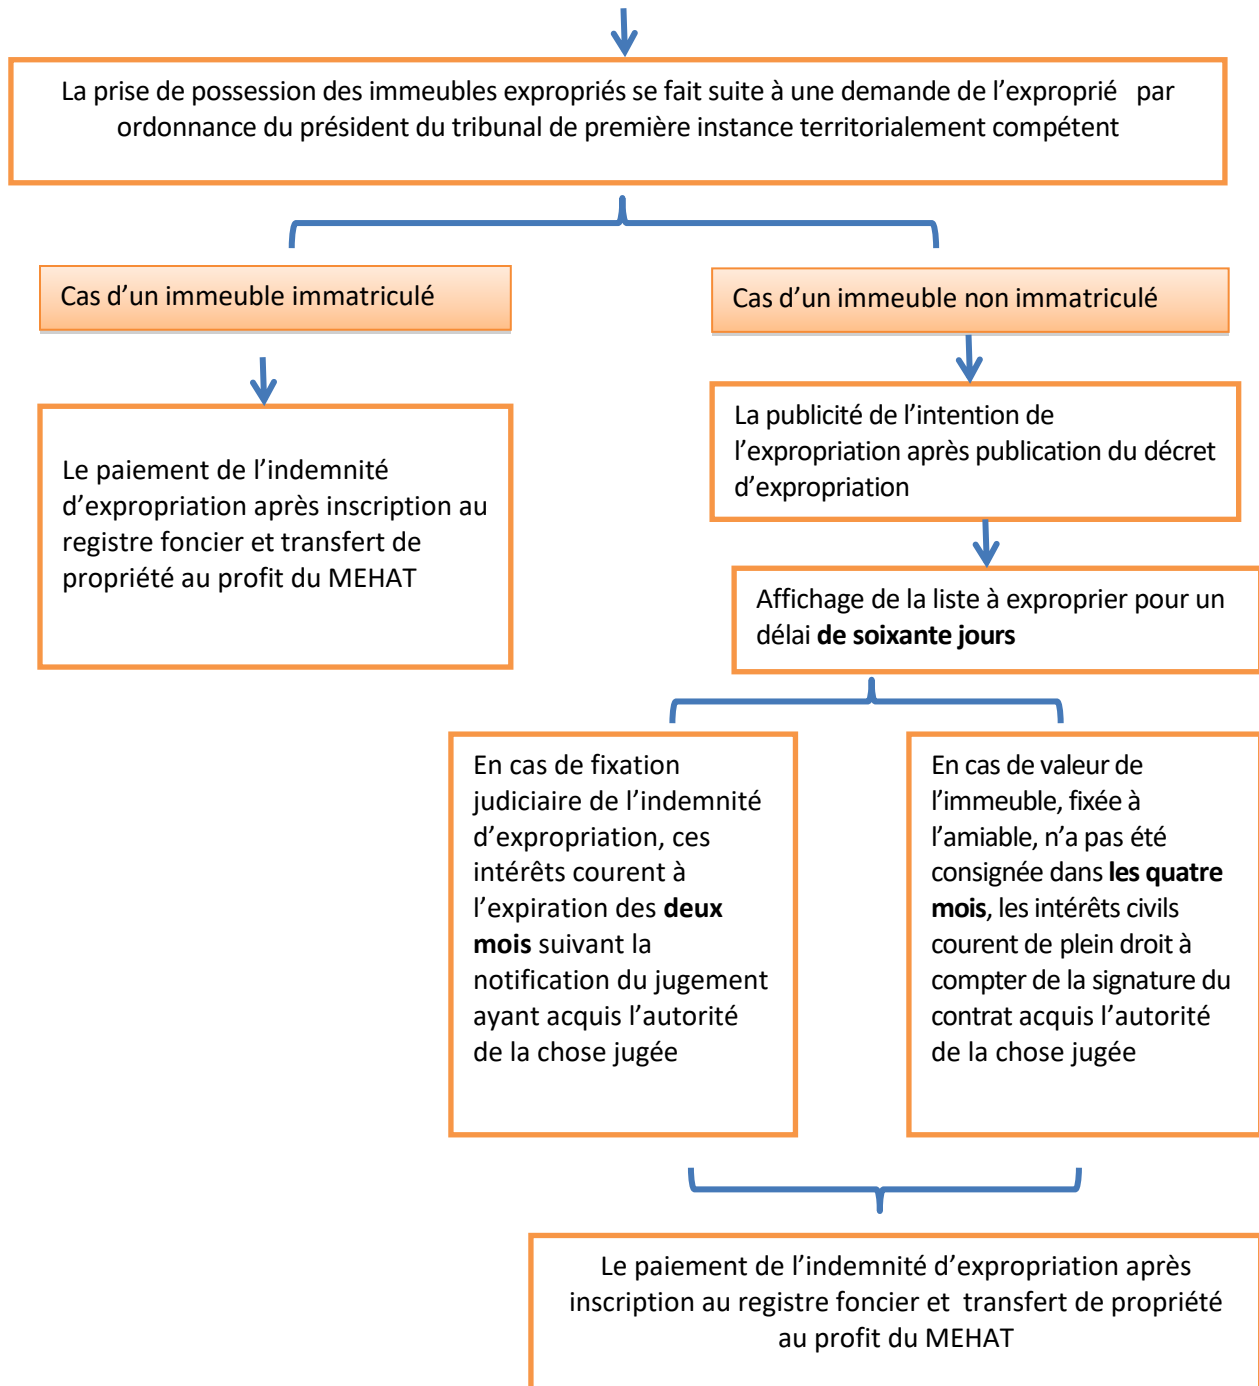 La prise de possession des immeubles expropriés se fait suite à une demande de l’exproprié par
ordonnance du président du tribunal de première instance territorialement compétent
Cas d’un immeuble immatriculé
Le paiement de l’indemnité
d’expropriation après inscription au
registre foncier et transfert de
propriété au profit du MEHAT
Cas d’un immeuble non immatriculé
La publicité de l’intention de
l’expropriation après publication du décret
d’expropriation
Affichage de la liste à exproprier pour un
délai de soixante jours
En cas de fixation
judiciaire de l’indemnité
d’expropriation, ces
intérêts courent à
l’expiration des deux
mois suivant la
notification du jugement
ayant acquis l’autorité
de la chose jugée
En cas de valeur de
l’immeuble, fixée à
l’amiable, n’a pas été
consignée dans les quatre
mois, les intérêts civils
courent de plein droit à
compter de la signature du
contrat acquis l’autorité
de la chose jugée
Le paiement de l’indemnité d’expropriation après
inscription au registre foncier et transfert de propriété
au profit du MEHAT